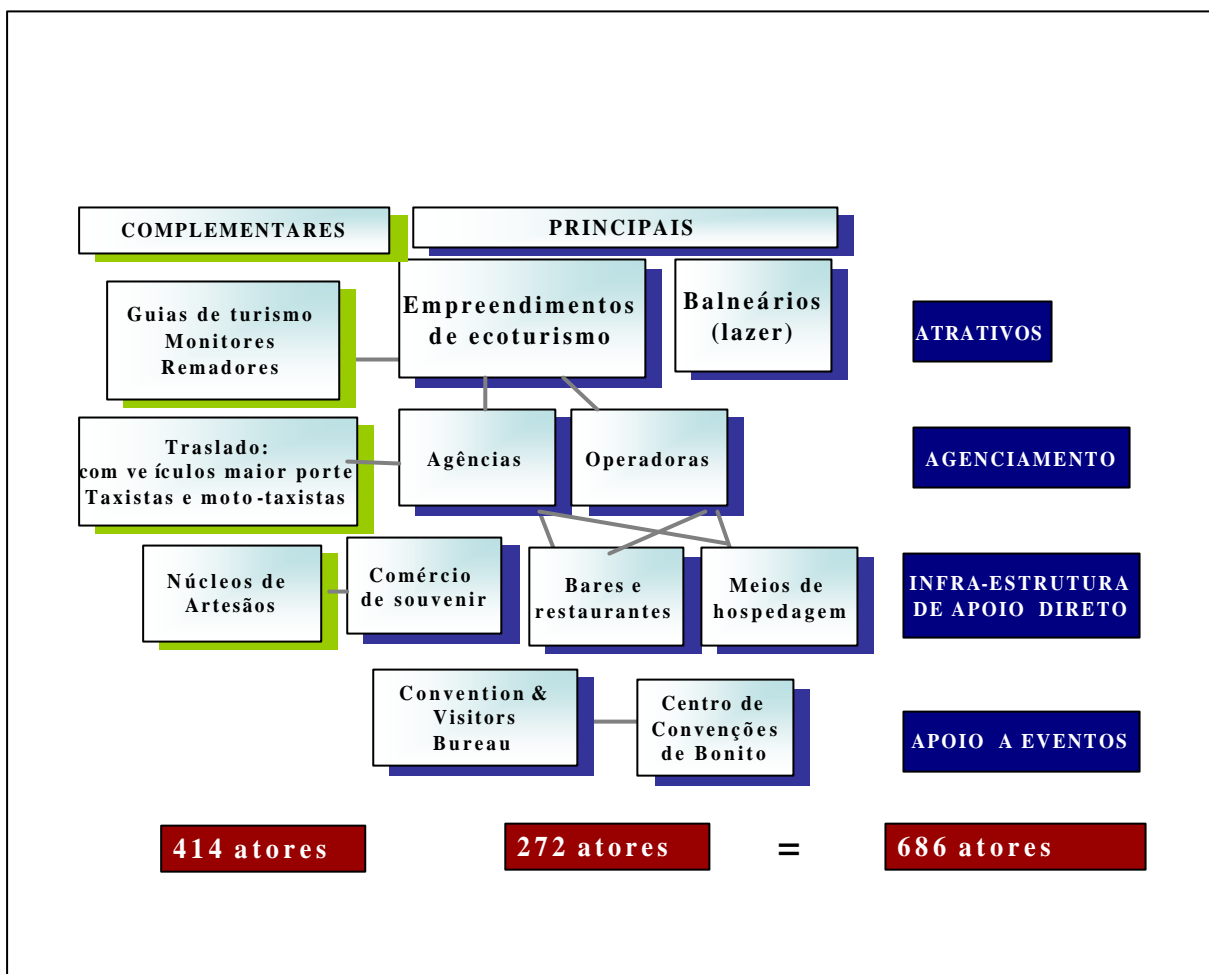 COMPLEMENTARES
PRINCIPAIS
Guias de turismo
Monitores
Remadores
Empreendimentos
de ecoturismo
Balneários
(lazer)
ATRATIVOS
Traslado:
com ve ículos maior porte
Taxistas e moto-taxistas
Agências
Operadoras
AGENCIAMENTO
Núcleos de
Artesãos
Comércio
de souvenir
Bares e
restaurantes
Meios de
hospedagem
INFRA-ESTRUTURA
DE APOIO DIRETO
Convention &
Visitors
Bureau
Centro de
Convenções
de Bonito
APOIO A EVENTOS
414 atores
272 atores
=
686 atores